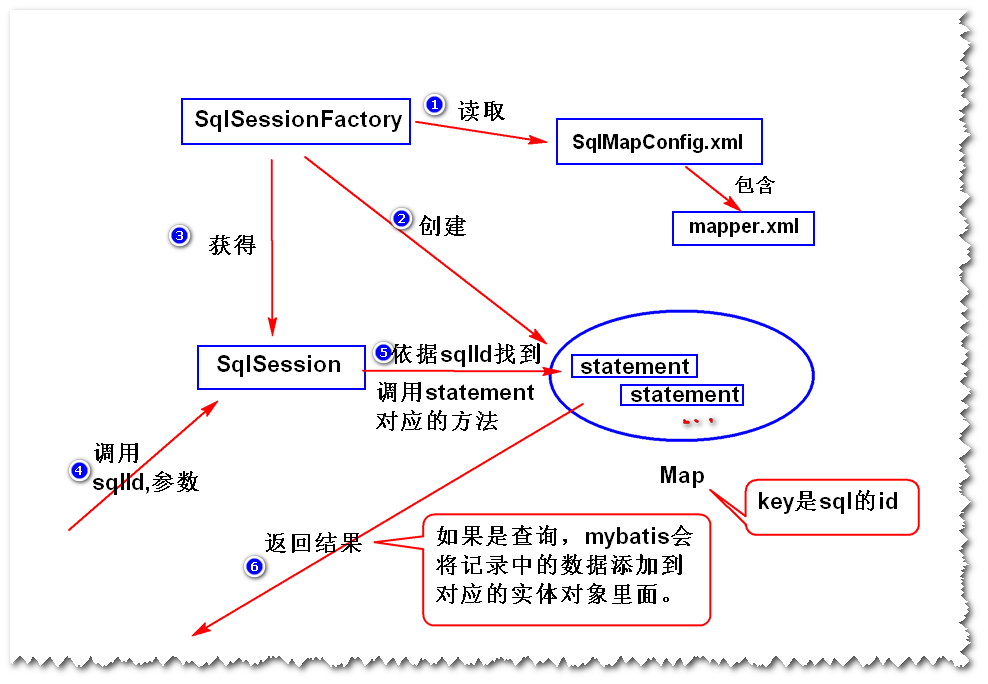 SqlSessionFactory
1 读取
SqlMapConfig.xml
包含
mapper.xml
2 创建
3 获得
SqlSession
5 依据sqlId找到
调用statement
对应的方法
statement
statement
...
4 调用
sqlId,参数
Map
key是sql的id
6 返回结果
如果是查询，mybatis会
将记录中的数据添加到
对应的实体对象里面。